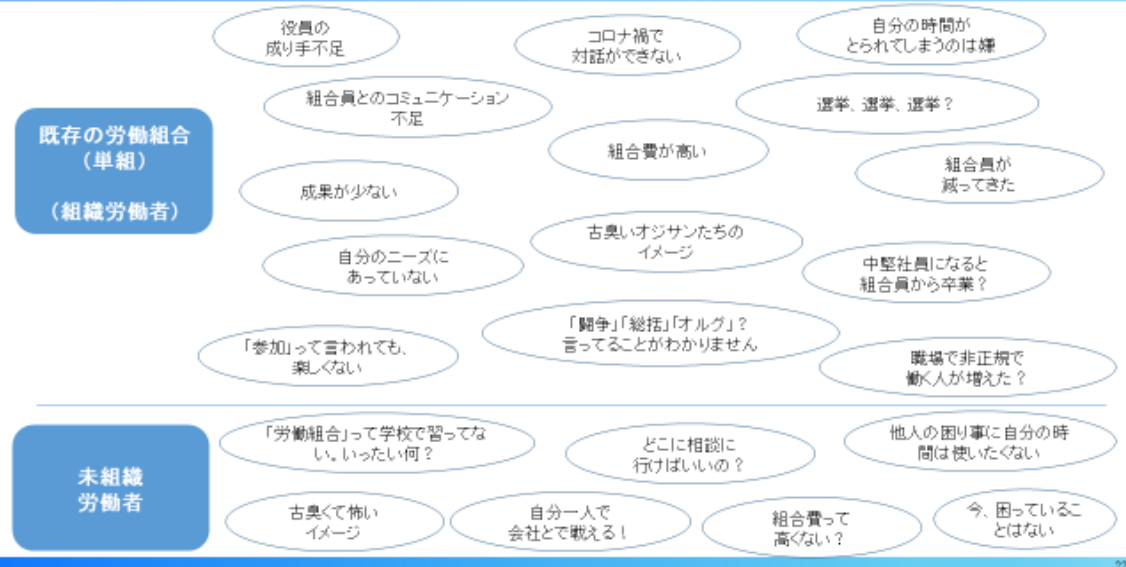 役員の
成り手不足
コロナ禍で
対話ができない
自分の時間が
とられてしまうのは嫌
組合員とのコミュニケーション
不足
選挙、選挙、選挙？
既存の労働組合
（単組）
（組織労働者）
組合費が高い
組合員が
減ってきた
成果が少ない
古臭いオジサンたちの
イメージ
自分のニーズに
あっていない
中堅社員になると
組合員から卒業？
「闘争」「総括」「オルグ」？
言ってることがわかりません
「参加」って言われても、
楽しくない
職場で非正規で
働く人が増えた？
「労働組合」って学校で習ってな
い。いったい何？
どこに相談に
行けばいいの？
他人の困り事に自分の時
間は使いたくない
未組織
労働者
古臭くて怖い
イメージ
自分一人で
会社とで戦える！
組合費って
高くない？
今、困っているこ
とはない